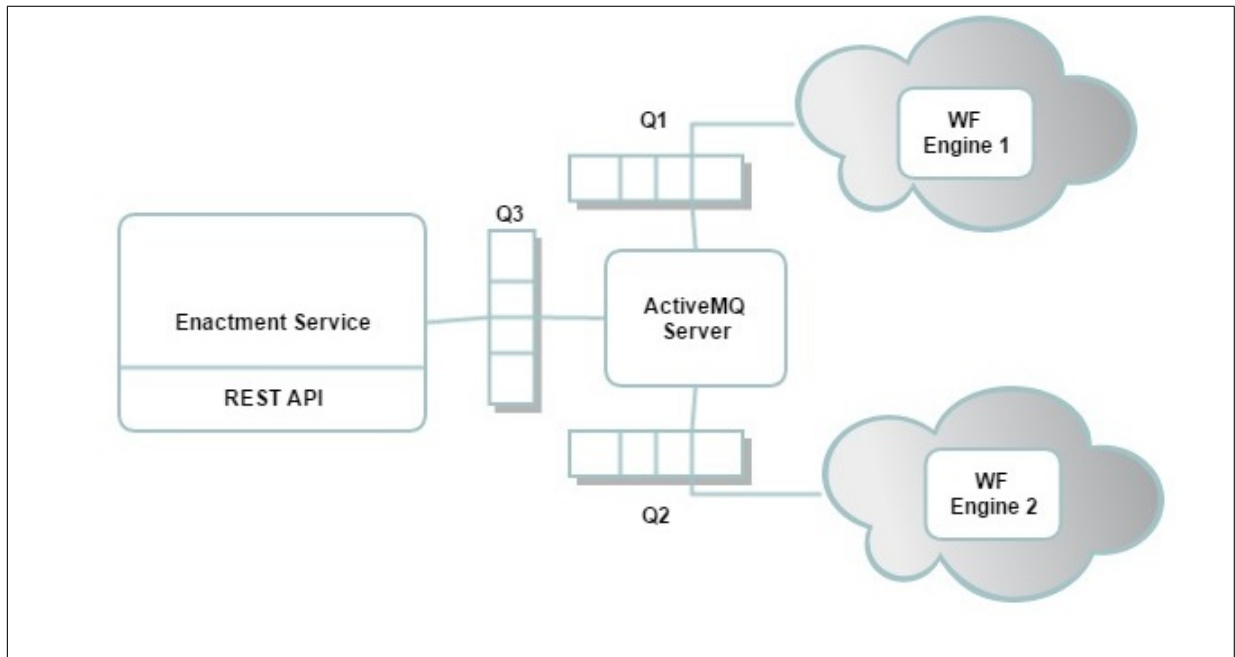 Q1
WF
Engine 1
Q3
Enactment Service
REST API
ActiveMQ
Server
Q2
WF
Engine 2